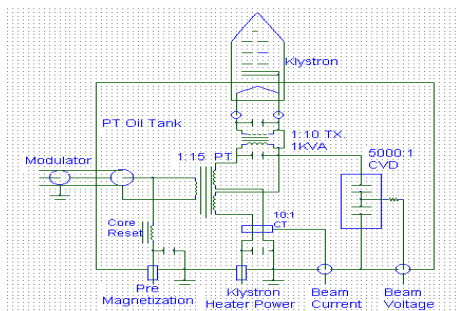 Klystron
PT Oil Tank
1:10 TX.
1KVA
Modulator
1:15 PT
5000:1
CVD
10:1
CT
Core
Reset
Pre
Magnetization
Klystron
Heater Power
Beam
Current
Beam
Voltage